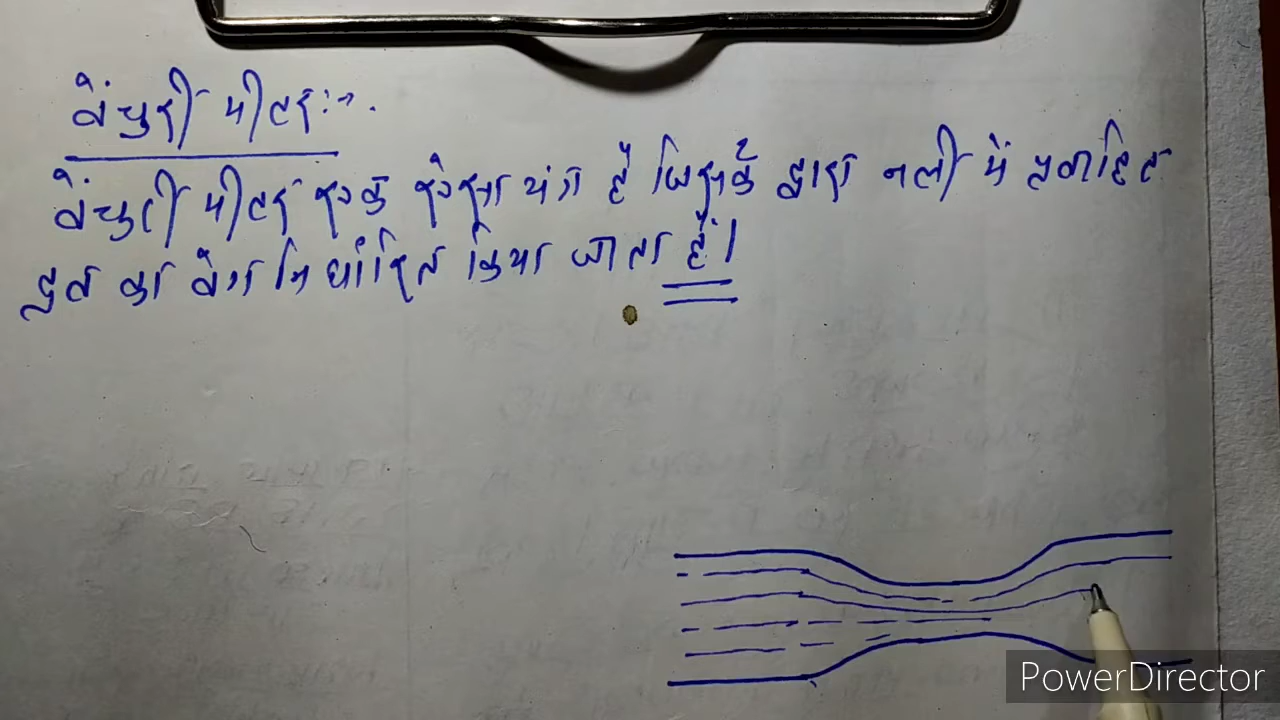 वेंचुरी मीटर :→.
वेंचुरी मीटर एक ऐसा यंत्र है जिसके द्वारा नली में प्रवाहित
द्रव का वेग निर्धारित किया जाता है।
PowerDirector